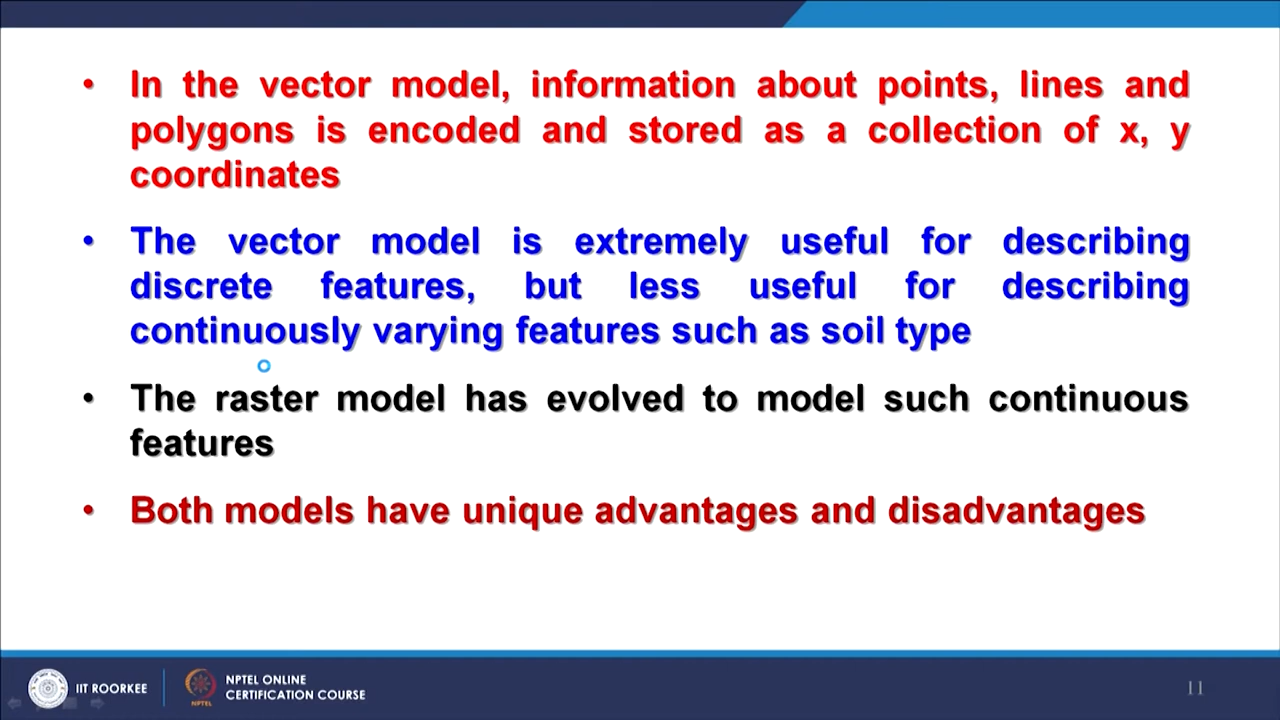 • In the vector model, information about points, lines and
polygons is encoded and stored as a collection of x, y
coordinates
• The vector model is extremely useful for describing
discrete features, but less useful for describing
continuously varying features such as soil type
• The raster model has evolved to model such continuous
features
• Both models have unique advantages and disadvantages
IIT ROORKEE
NPTEL
NPTEL ONLINE
CERTIFICATION COURSE
11